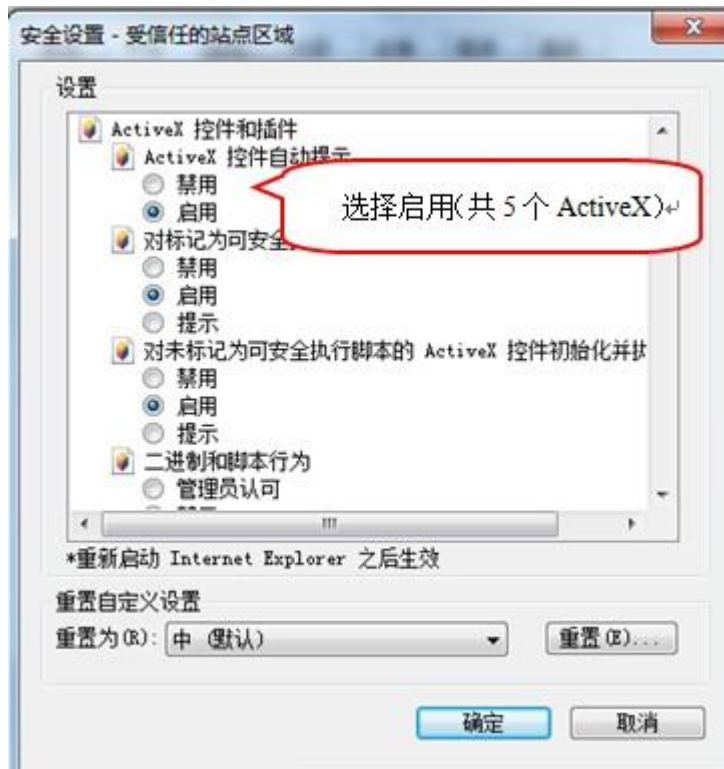 安全设置 - 受信任的站点区域
设置
ActiveX 控件和插件
ActiveX 控件自动提示
禁用
启用
选择启用(共 5 个 ActiveX)↵
对标记为可安全
禁用
启用
提示
对未标记为可安全执行脚本的 ActiveX 控件初始化并执
禁用
启用
提示
二进制和脚本行为
管理员认可
*重新启动 Internet Explorer 之后生效
重置自定义设置
重置为(R): 中 (默认)
重置(E)...
确定
取消